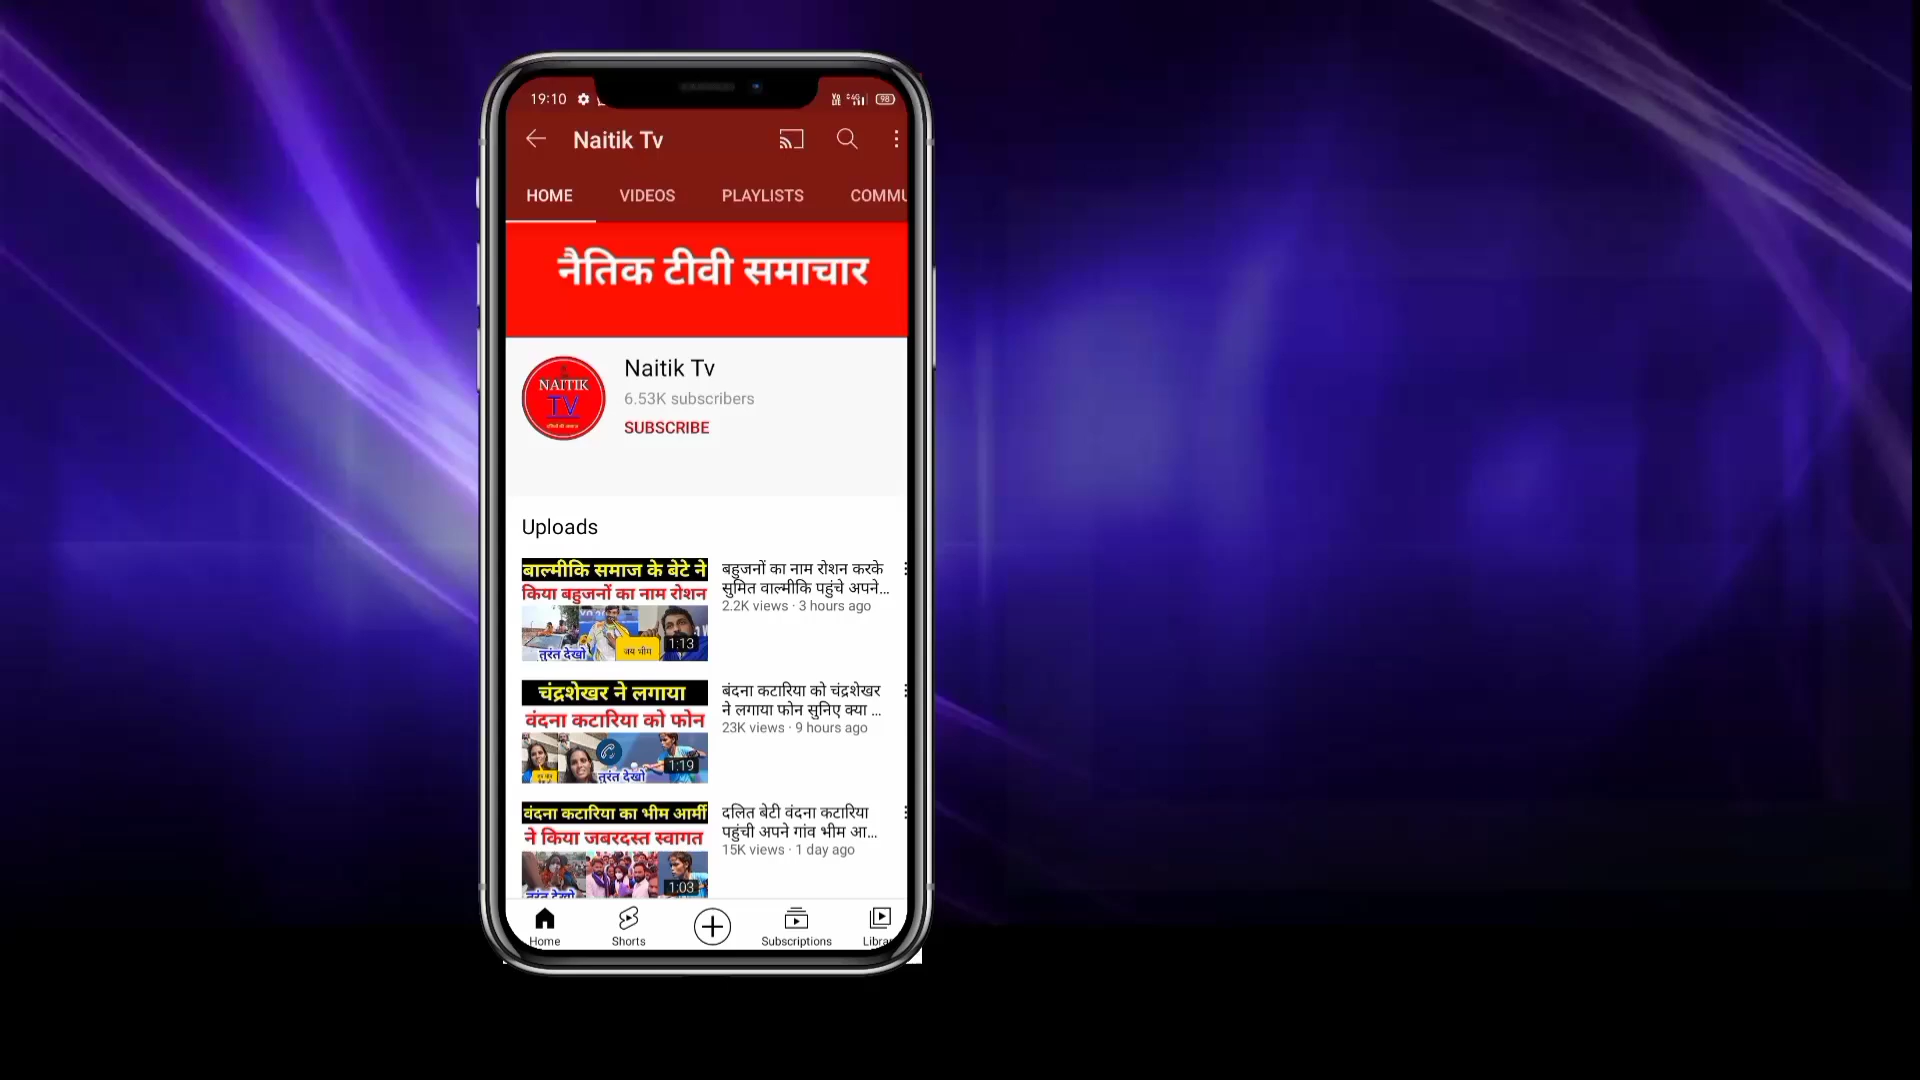 19:10
98
Naitik Tv
HOME VIDEOS PLAYLISTS COMMU
नैतिक टीवी समाचार
NAITIK
TV
Naitik Tv
6.53K subscribers
SUBSCRIBE
Uploads
बाल्मीकि समाज के बेटे ने
किया बहुजनों का नाम रोशन
तुरंत देखो
जय भीम
1:13
बहुजनों का नाम रोशन करके
सुमित वाल्मीकि पहुंचे अपने...
2.2K views · 3 hours ago
चंद्रशेखर ने लगाया
वंदना कटारिया को फोन
तुरंत देखो
1:19
बंदना कटारिया को चंद्रशेखर
ने लगाया फोन सुनिए क्या ...
23K views · 9 hours ago
वंदना कटारिया का भीम आर्मी
ने किया जबरदस्त स्वागत
तुरंत देखो
1:03
दलित बेटी वंदना कटारिया
पहुंची अपने गांव भीम आ...
15K views · 1 day ago
Home Shorts Subscriptions Librar